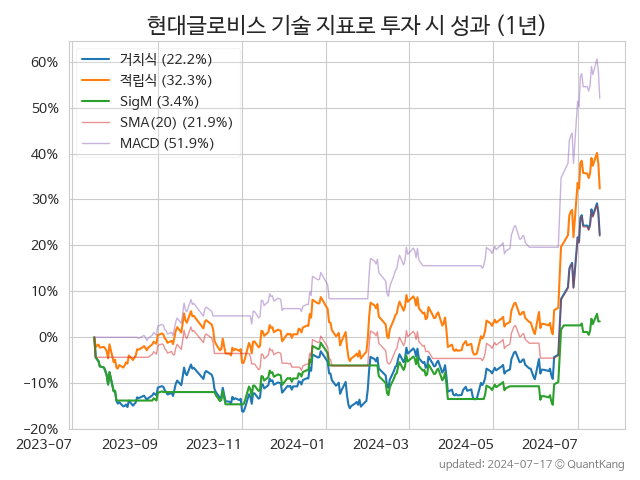 현대글로비스 기술 지표로 투자 시 성과 (1년)
거치식 (22.2%)
적립식 (32.3%)
SigM (3.4%)
SMA(20) (21.9%)
MACD (51.9%)
60%
50%
40%
30%
20%
10%
0%
−10%
−20%
2023-07 2023-09 2023-11 2024-01 2024-03 2024-05 2024-07
updated: 2024-07-17 © QuantKang